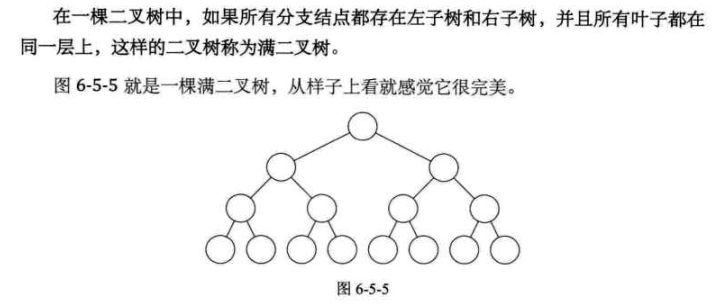 在一棵二叉树中，如果所有分支结点都存在左子树和右子树，并且所有叶子都在
同一层上，这样的二叉树称为满二叉树。
图 6-5-5 就是一棵满二叉树，从样子上看就感觉它很完美。
图 6-5-5